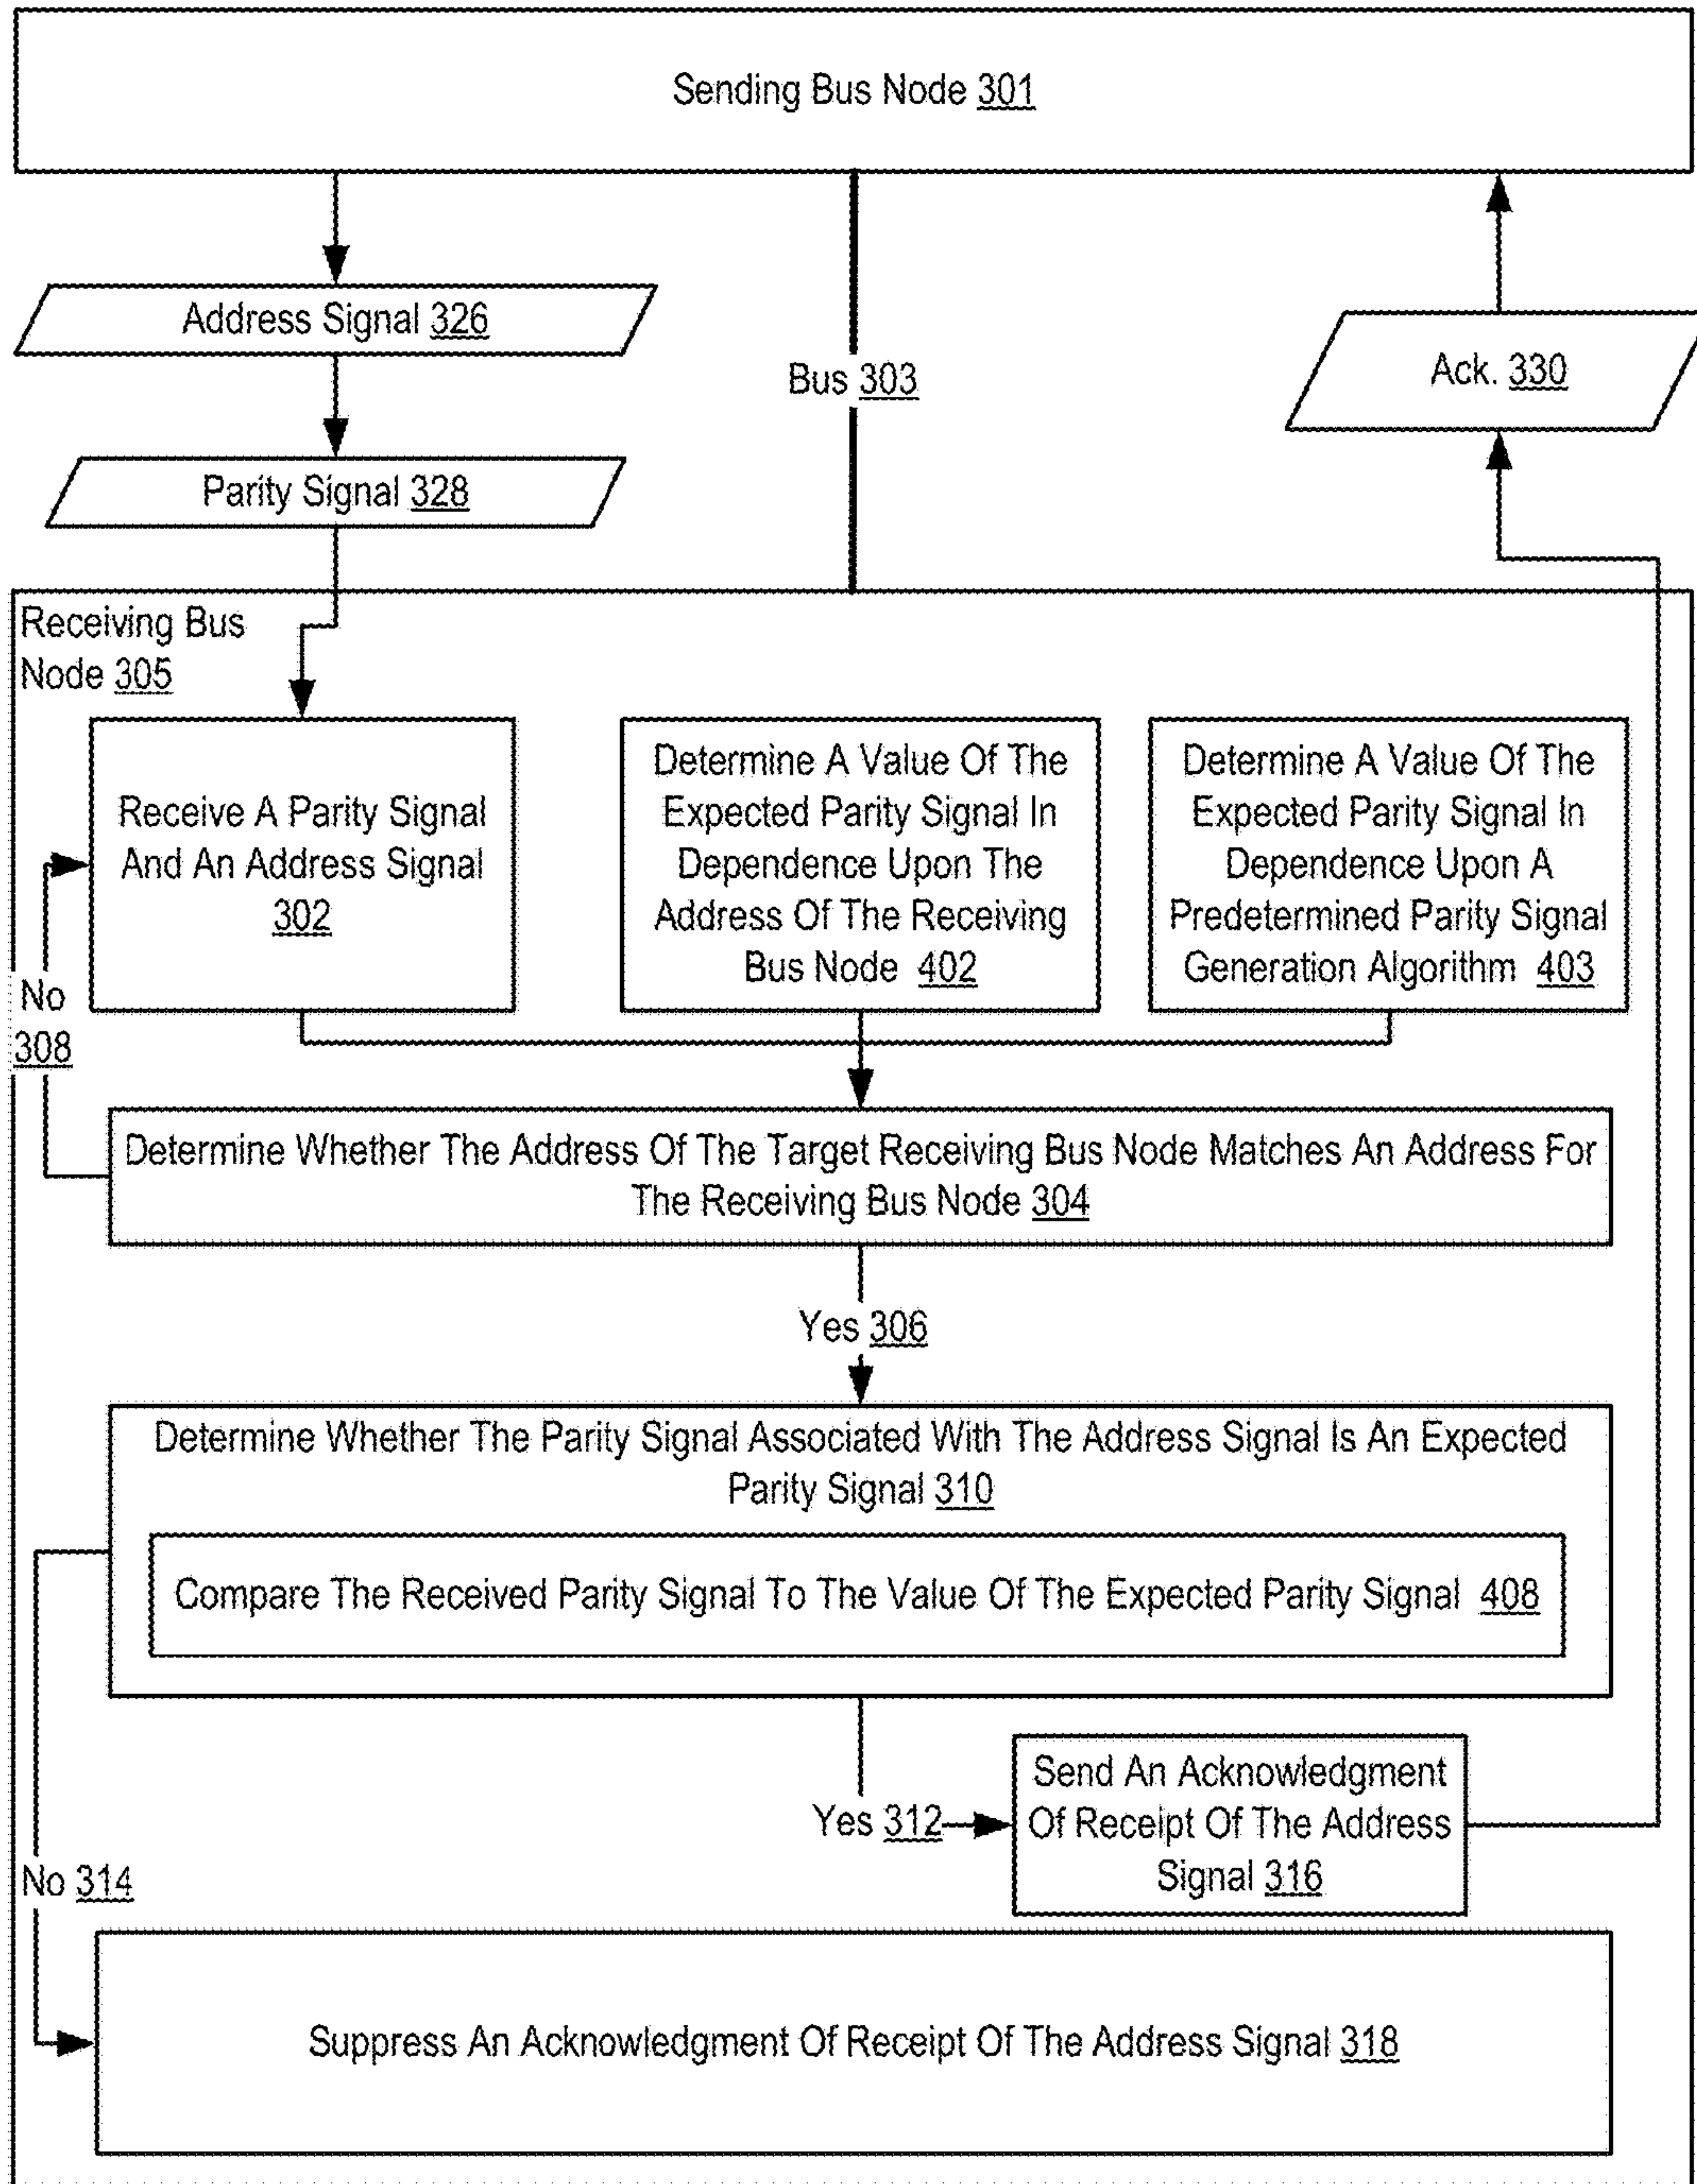 Sending Bus Node 301
Address Signal 326
Bus 303
Ack. 330
Parity Signal 328
Receiving Bus
Node 305
Receive A Parity Signal
And An Address Signal
302
Determine A Value Of The
Expected Parity Signal In
Dependence Upon The
Address Of The Receiving
Bus Node 402
Determine A Value Of The
Expected Parity Signal In
Dependence Upon A
Predetermined Parity Signal
Generation Algorithm 403
No
308
Determine Whether The Address Of The Target Receiving Bus Node Matches An Address For
The Receiving Bus Node 304
Yes 306
Determine Whether The Parity Signal Associated With The Address Signal Is An Expected
Parity Signal 310
Compare The Received Parity Signal To The Value Of The Expected Parity Signal 408
Yes 312
Send An Acknowledgment
Of Receipt Of The Address
Signal 316
No 314
Suppress An Acknowledgment Of Receipt Of The Address Signal 318